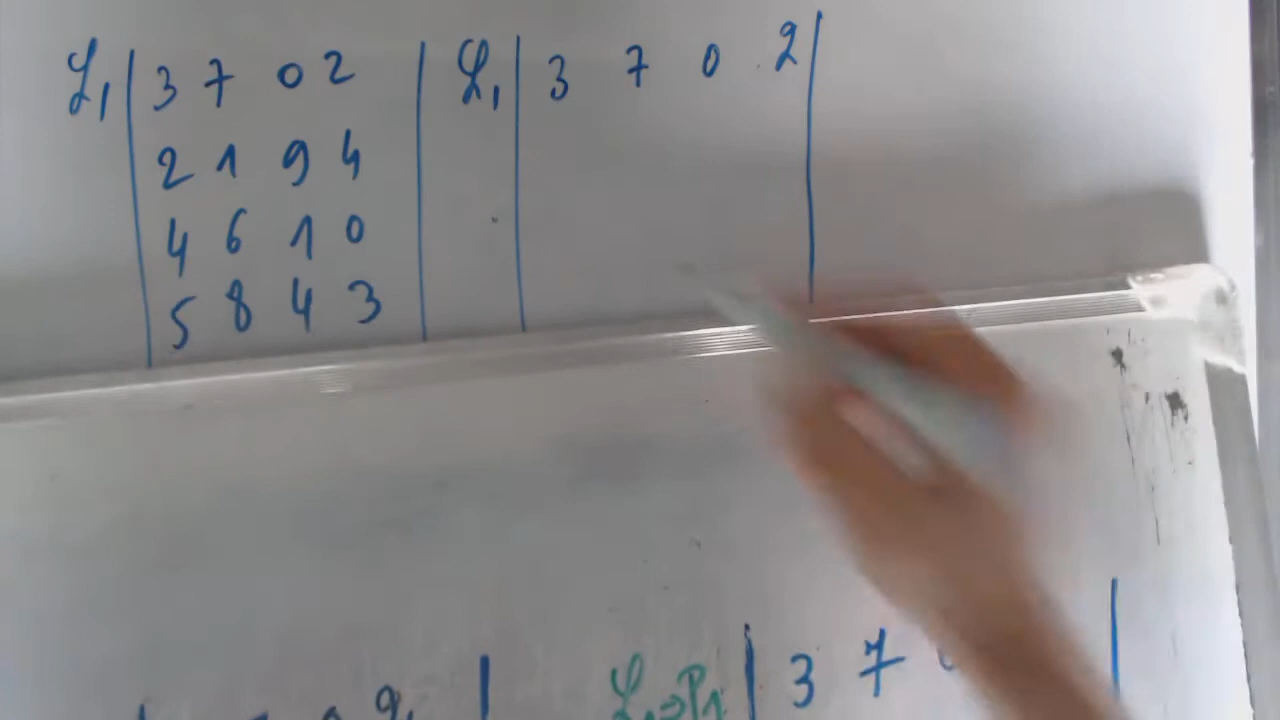 L₁ | 3 7 0 2 | L₁ | 3 7 0 2 |
2 1 9 4
4 6 1 0
5 8 4 3
L₁⇒P₁ | 3 7